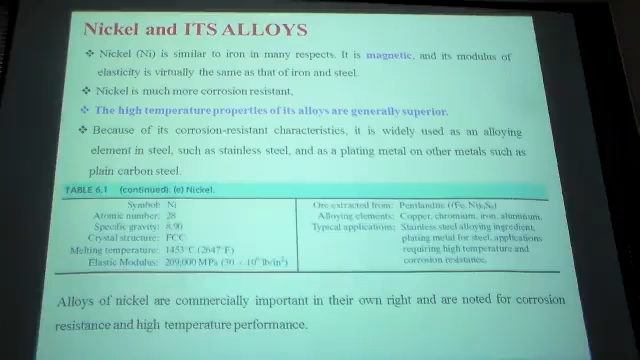 Nickel and ITS ALLOYS
❖ Nickel (Ni) is similar to iron in many respects. It is magnetic, and its modulus of
elasticity is virtually the same as that of iron and steel.
❖ Nickel is much more corrosion resistant,
❖ The high temperature properties of its alloys are generally superior.
❖ Because of its corrosion-resistant characteristics, it is widely used as an alloying
element in steel, such as stainless steel, and as a plating metal on other metals such as
plain carbon steel.
TABLE 6.1 (continued): (e) Nickel.
Symbol: Ni
Atomic number: 28
Specific gravity: 8.90
Crystal structure: FCC
Melting temperature: 1453°C (2647°F)
Elastic Modulus: 209,000 MPa (30 × 10⁶ lb/in²)
Ore extracted from: Pentlandite ((Fe, Ni)₉S₈)
Alloying elements: Copper, chromium, iron, aluminum.
Typical applications: Stainless steel alloying ingredient,
plating metal for steel, applications
requiring high temperature and
corrosion resistance.
Alloys of nickel are commercially important in their own right and are noted for corrosion
resistance and high temperature performance.